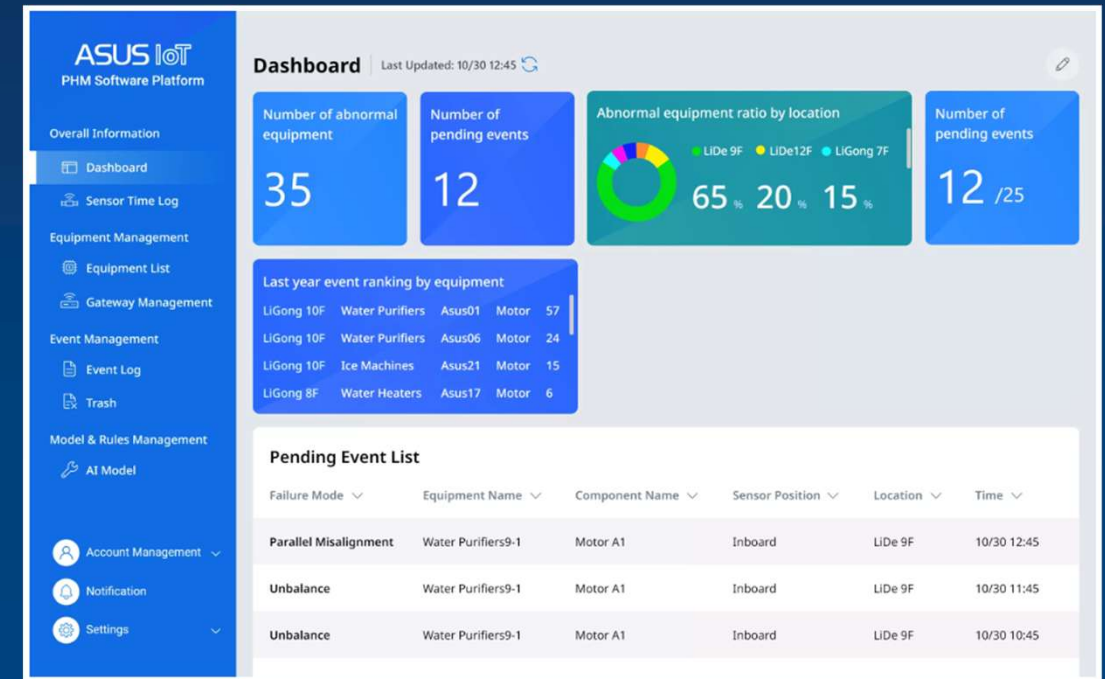 ASUS IoT
PHM Software Platform
Overall Information
Dashboard
Sensor Time Log
Equipment Management
Equipment List
Gateway Management
Event Management
Event Log
Trash
Model & Rules Management
AI Model
Account Management
Notification
Settings
Dashboard
Last Updated: 10/30 12:45
Number of abnormal
equipment
35
Number of
pending events
12
Abnormal equipment ratio by location
LiDe 9F LiDe12F LiGong 7F
65 % 20 % 15 %
Number of
pending events
12 /25
Last year event ranking by equipment
LiGong 10F Water Purifiers Asus01 Motor 57
LiGong 10F Water Purifiers Asus06 Motor 24
LiGong 10F Ice Machines Asus21 Motor 15
LiGong 8F Water Heaters Asus17 Motor 6
Pending Event List
Failure Mode Equipment Name Component Name Sensor Position Location Time
Parallel Misalignment Water Purifiers9-1 Motor A1 Inboard LiDe 9F 10/30 12:45
Unbalance Water Purifiers9-1 Motor A1 Inboard LiDe 9F 10/30 11:45
Unbalance Water Purifiers9-1 Motor A1 Inboard LiDe 9F 10/30 10:45